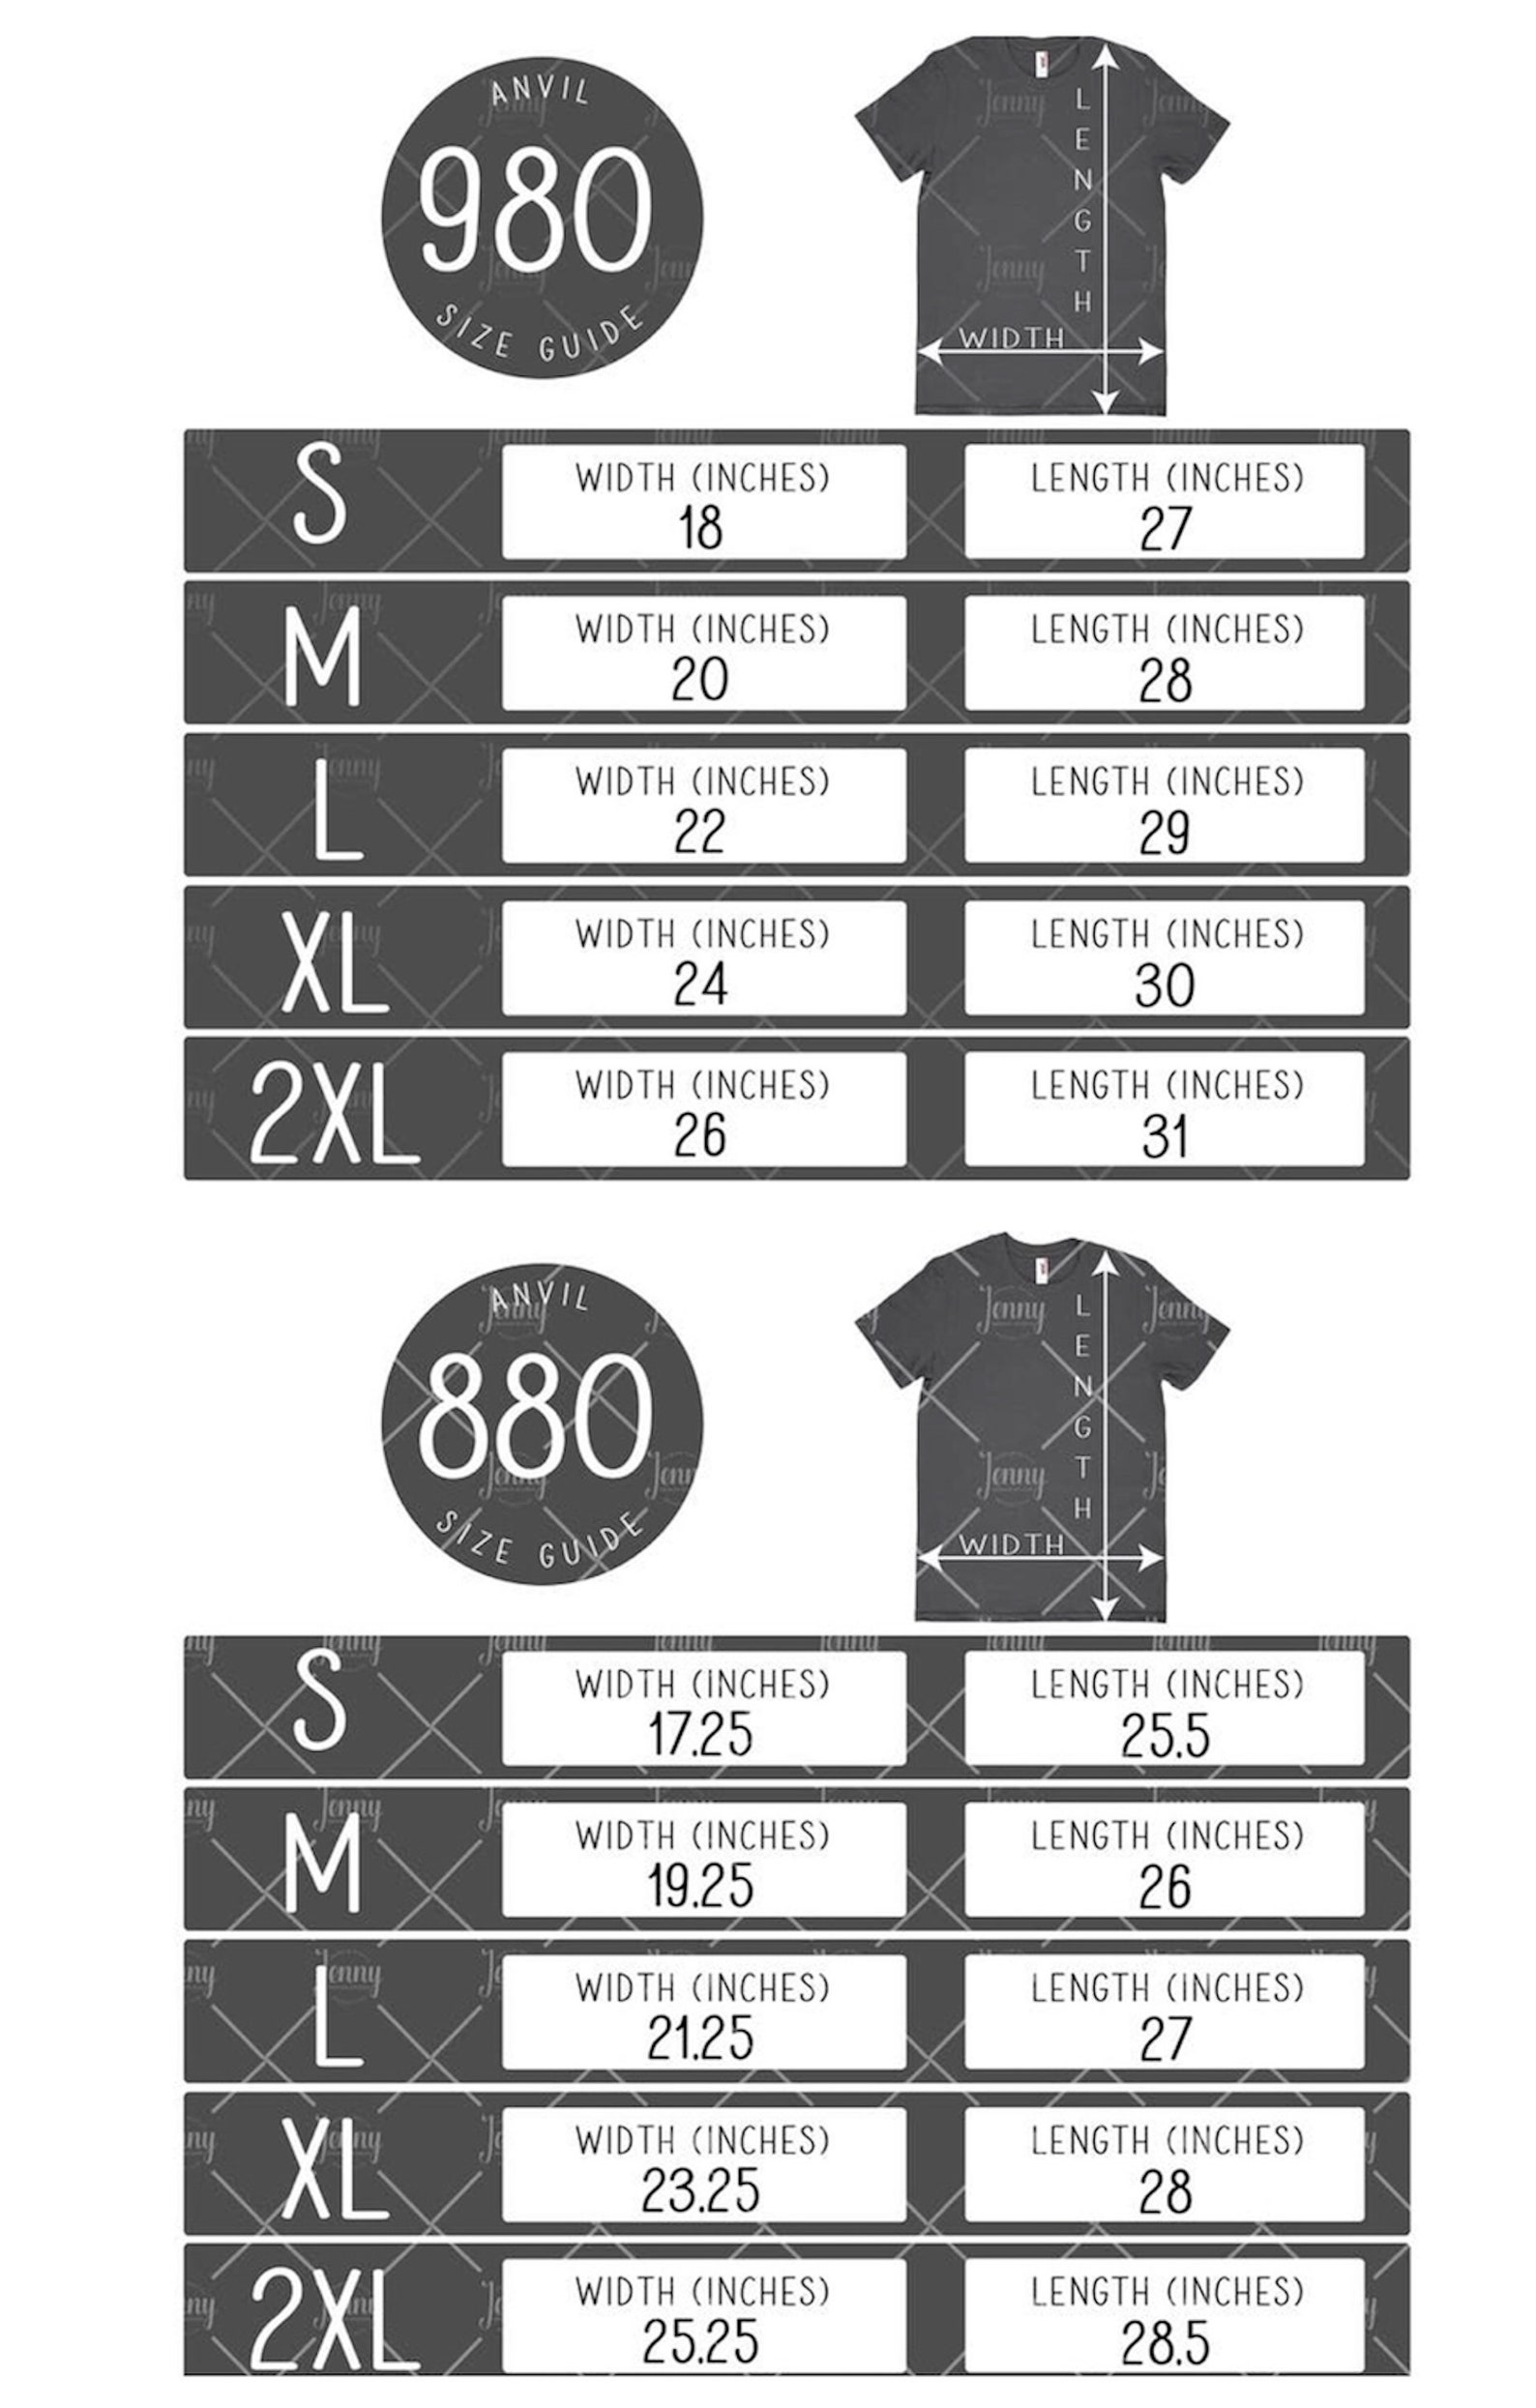 ANVIL
980
SIZE GUIDE
LENGTH
WIDTH
S
WIDTH (INCHES)
18
LENGTH (INCHES)
27
M
WIDTH (INCHES)
20
LENGTH (INCHES)
28
L
WIDTH (INCHES)
22
LENGTH (INCHES)
29
XL
WIDTH (INCHES)
24
LENGTH (INCHES)
30
2XL
WIDTH (INCHES)
26
LENGTH (INCHES)
31
ANVIL
880
SIZE GUIDE
LENGTH
WIDTH
S
WIDTH (INCHES)
17.25
LENGTH (INCHES)
25.5
M
WIDTH (INCHES)
19.25
LENGTH (INCHES)
26
L
WIDTH (INCHES)
21.25
LENGTH (INCHES)
27
XL
WIDTH (INCHES)
23.25
LENGTH (INCHES)
28
2XL
WIDTH (INCHES)
25.25
LENGTH (INCHES)
28.5
Jenny